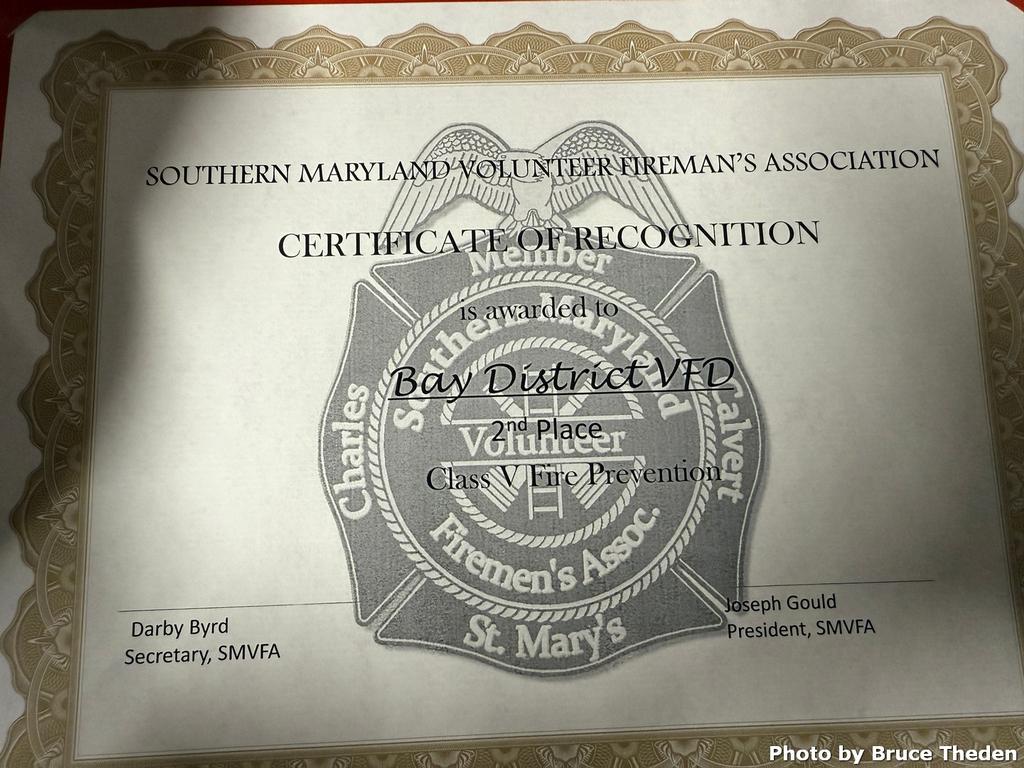 SOUTHERN MARYLAND VOLUNTEER FIREMAN'S ASSOCIATION
CERTIFICATE OF RECOGNITION
Member
is awarded to
Southern Maryland
Bay District VFD
2nd Place
Volunteer
Class V Fire Prevention
Charles
Calvert
Firemen's Assoc.
St. Mary's
Darby Byrd
Secretary, SMVFA
Joseph Gould
President, SMVFA
Photo by Bruce Theden